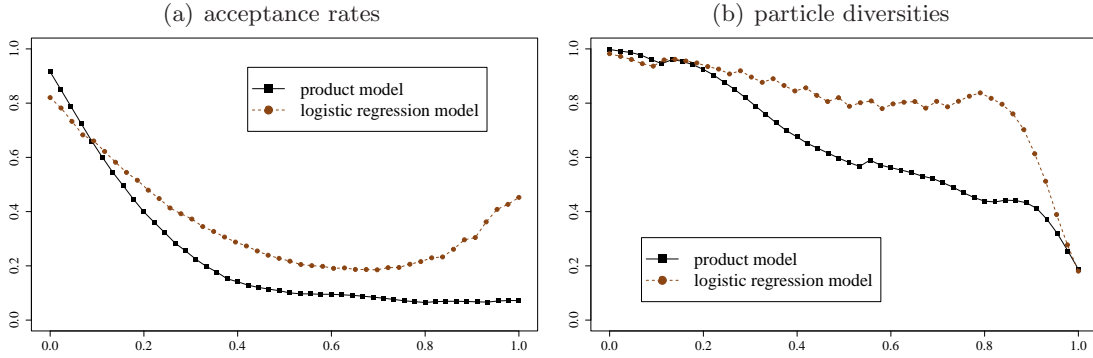 (a) acceptance rates
1.0
0.8
0.6
0.4
0.2
0.0
product model
logistic regression model
0.0 0.2 0.4 0.6 0.8 1.0
(b) particle diversities
1.0
0.8
0.6
0.4
0.2
0.0
product model
logistic regression model
0.0 0.2 0.4 0.6 0.8 1.0